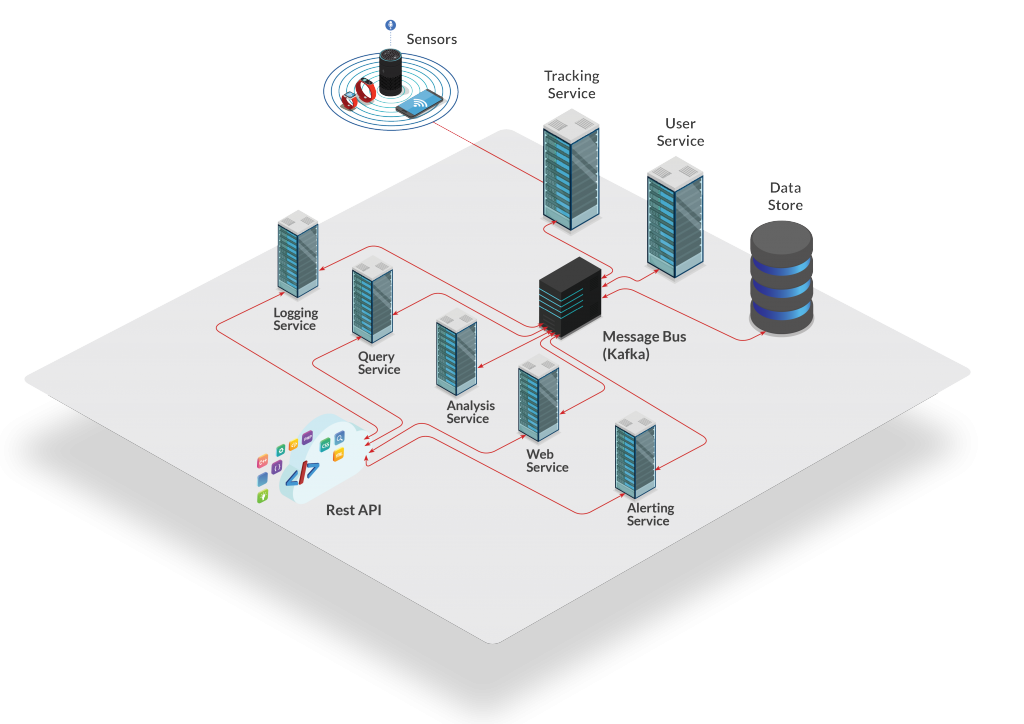 Sensors
Tracking
Service
User
Service
Data
Store
Logging
Service
Query
Service
Message Bus
(Kafka)
Analysis
Service
Web
Service
Rest API
Alerting
Service